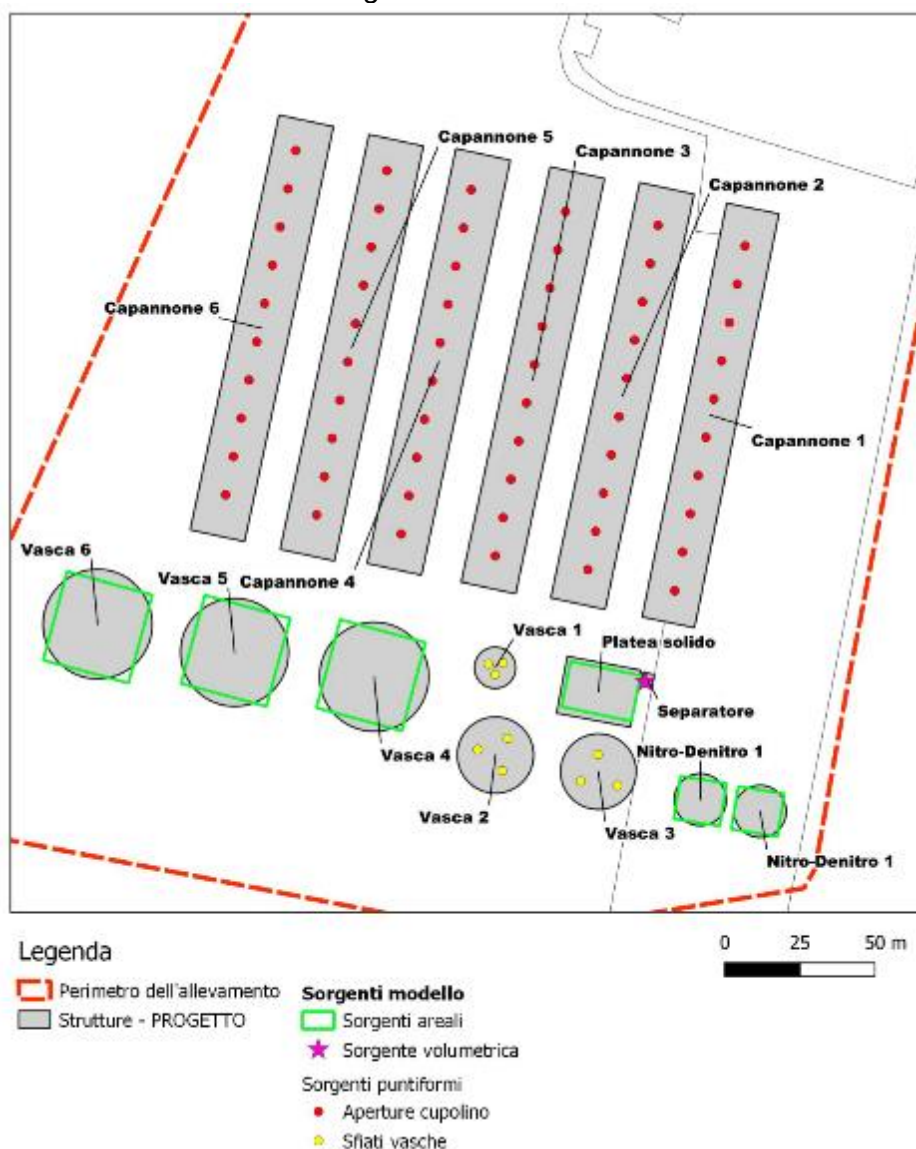 Capannone 5
Capannone 3
Capannone 2
Capannone 6
Capannone 1
Vasca 6
Vasca 5
Capannone 4
Vasca 1
Platea solido
Separatore
Nitro-Denitro 1
Vasca 4
Vasca 2
Vasca 3
Nitro-Denitro 1
Legenda
Perimetro dell'allevamento
Strutture - PROGETTO
Sorgenti modello
Sorgenti areali
Sorgente volumetrica
Sorgenti puntiformi
Aperture cupolino
Sfiati vasche
0 25 50 m